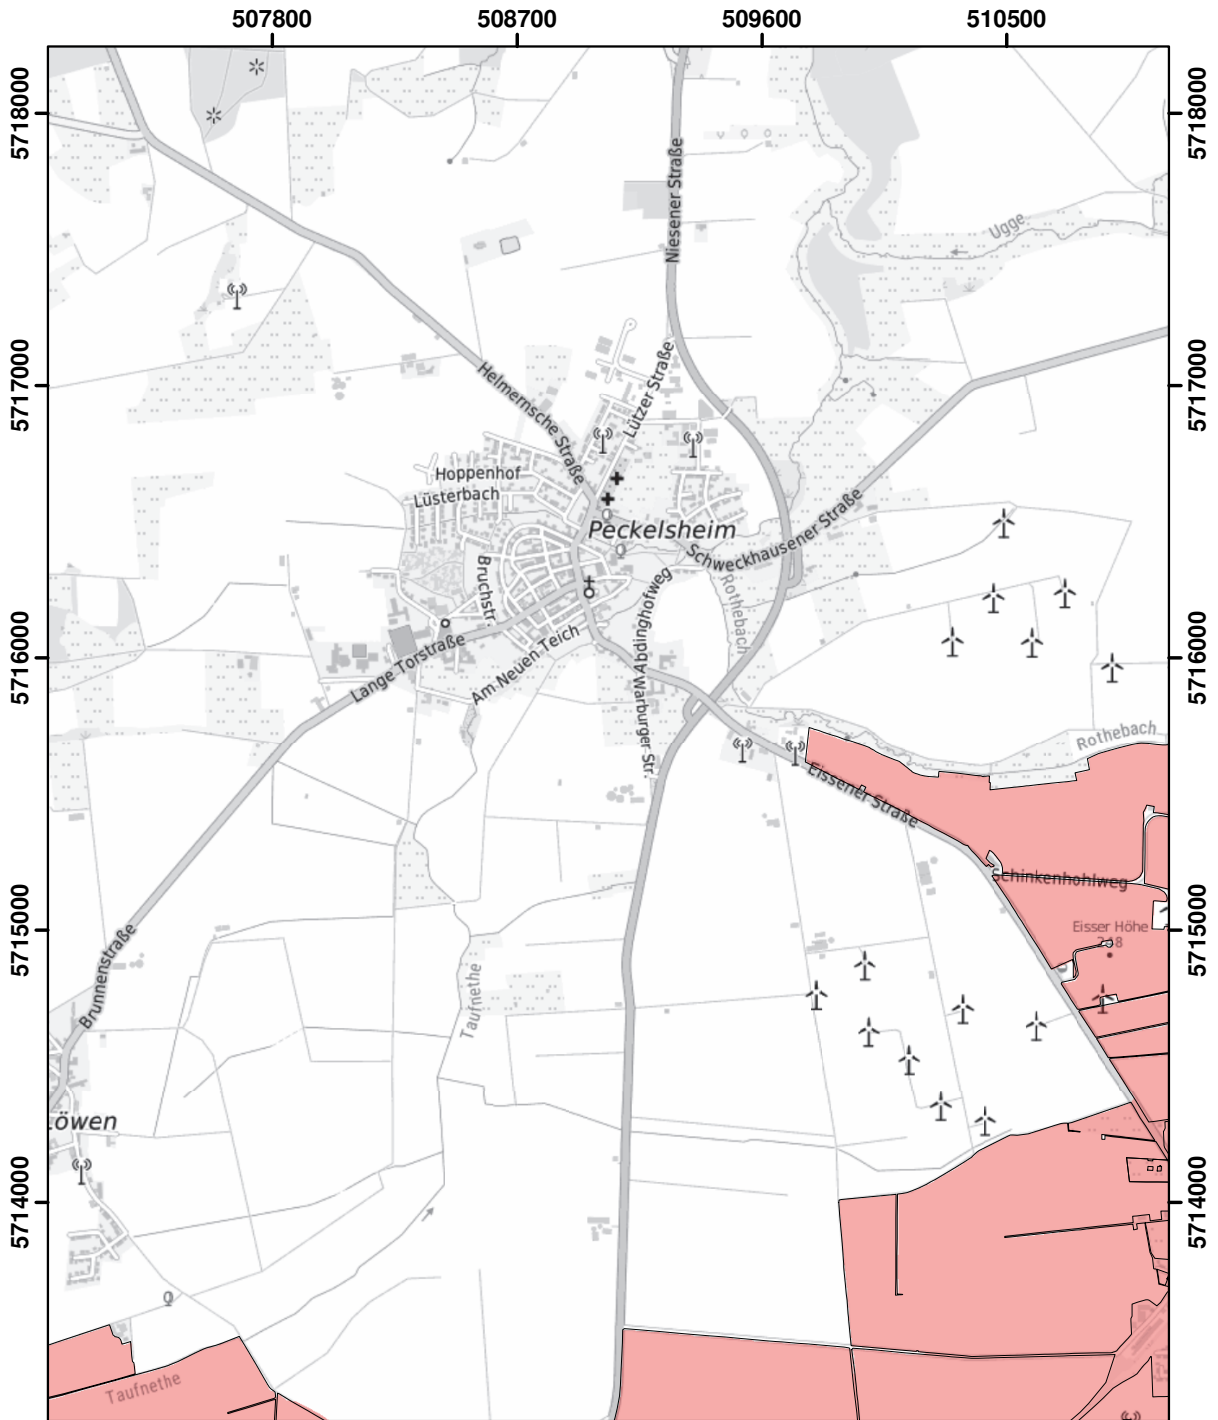 507800
508700
509600
510500
5718000
5718000
Niesener Straße
Ugge
5717000
5717000
Helmernsche Straße
Lützer Straße
Hoppenhof
Lüsterbach
Peckelsheim
Schweckhausener Straße
Bruchstr.
Abdinghofweg
Rothebach
Am Neuen Teich
Lange Torstraße
5716000
5716000
Warburger Str.
Rothebach
Eissener Straße
Schinkenhohlweg
Eisser Höhe
5715000
5715000
Brunnenstraße
Taufnethe
öwen
5714000
5714000
Taufnethe